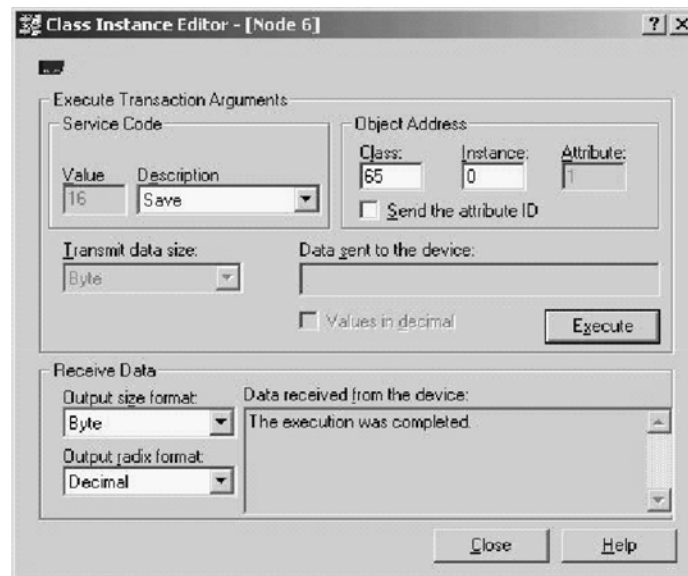 Class Instance Editor - [Node 6]
Execute Transaction Arguments
Service Code
Value Description
16 Save
Object Address
Class: Instance: Attribute:
65 0 1
Send the attribute ID
Transmit data size:
Byte
Data sent to the device:
Values in decimal
Execute
Receive Data
Output size format:
Byte
Output radix format:
Decimal
Data received from the device:
The execution was completed.
Close Help